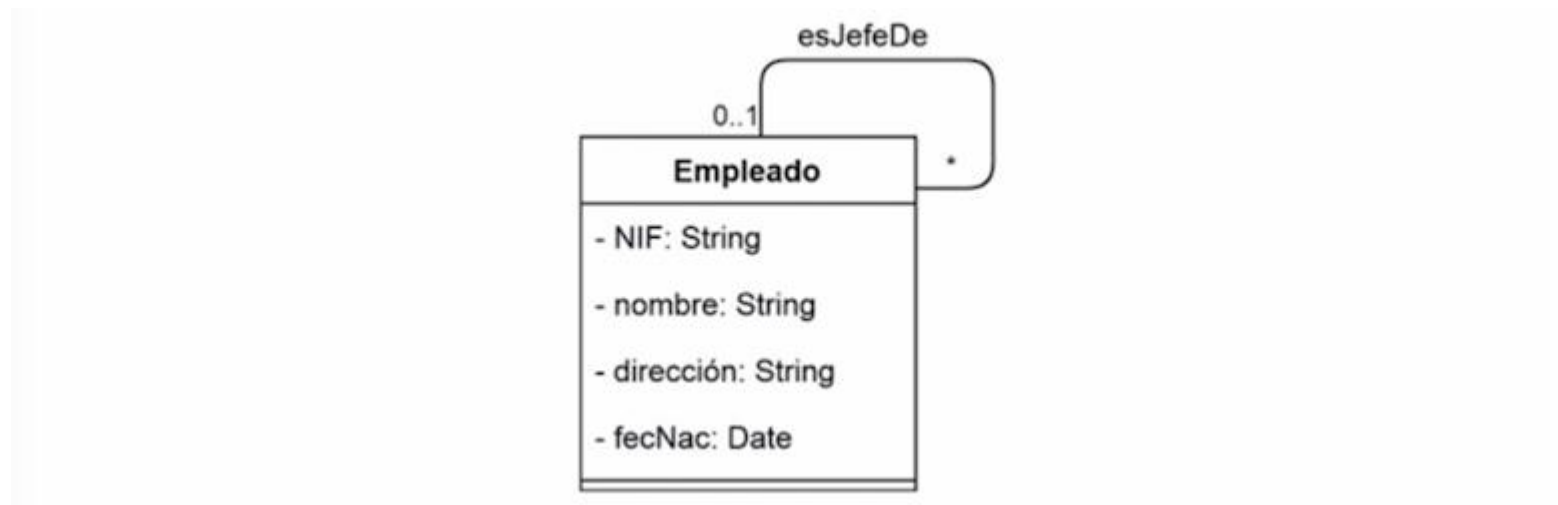 esJefeDe
0..1
Empleado
*
- NIF: String
- nombre: String
- dirección: String
- fecNac: Date